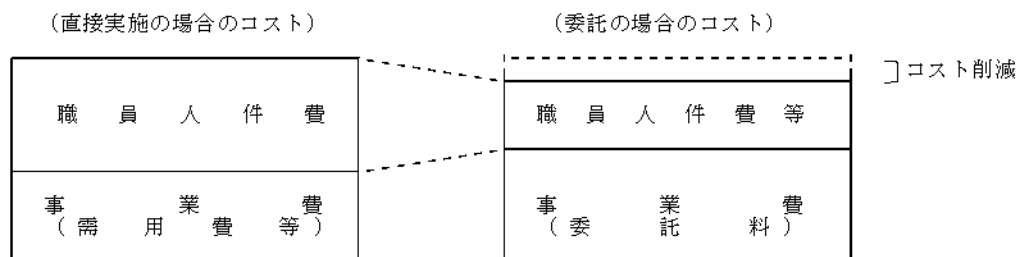 （直接実施の場合のコスト）
（委託の場合のコスト）
コスト削減
職員人件費
職員人件費等
事業費
（需用費等）
事業費
（委託料）